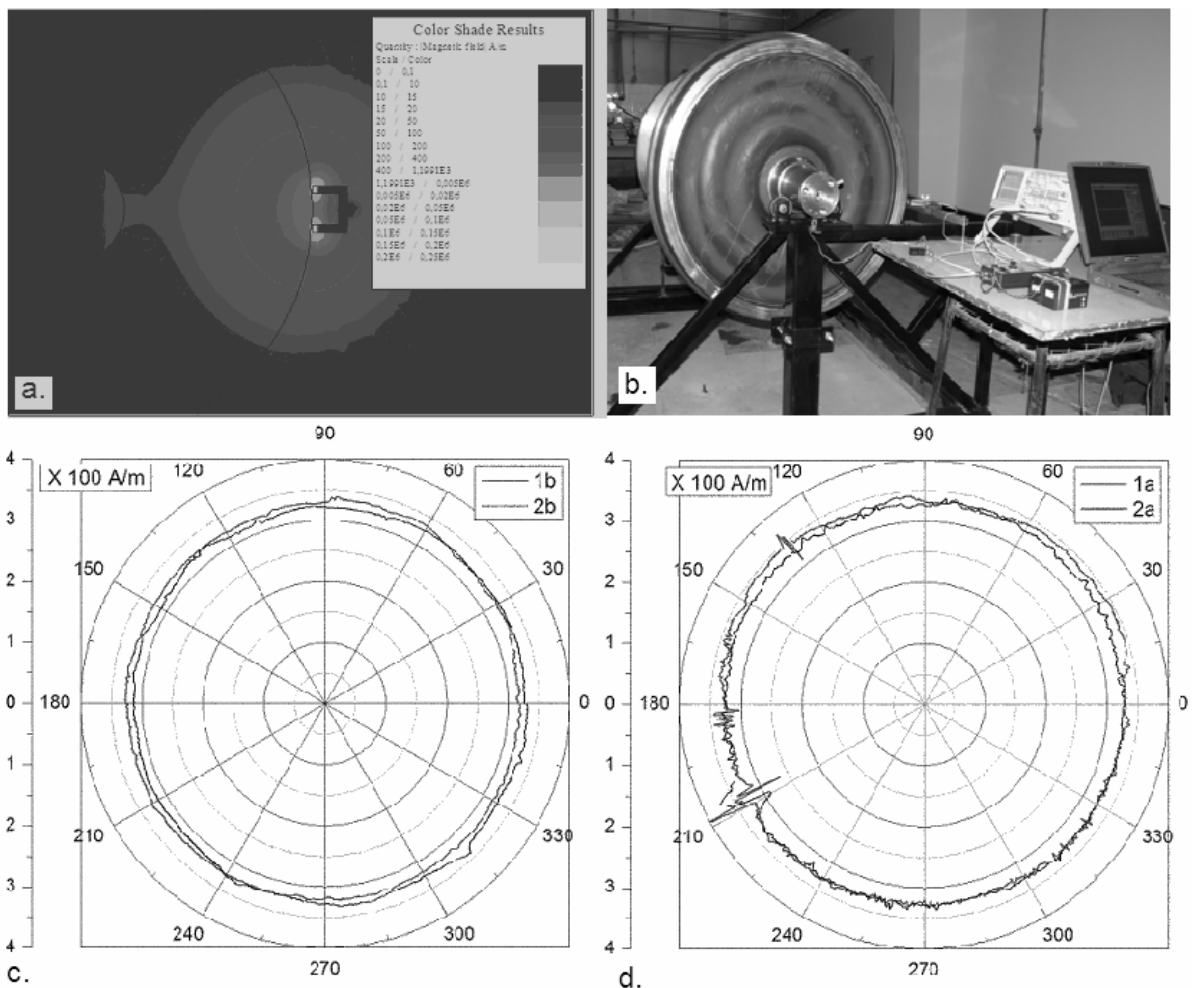 Color Shade Results
Quantity : |Magnetic field| A/m
Scale / Color
0 / 0,1
0,1 / 10
10 / 15
15 / 20
20 / 50
50 / 100
100 / 200
200 / 400
400 / 1,1991E3
1,1991E3 / 0,005E6
0,005E6 / 0,02E6
0,02E6 / 0,05E6
0,05E6 / 0,1E6
0,1E6 / 0,15E6
0,15E6 / 0,2E6
0,2E6 / 0,25E6
a.
b.
X 100 A/m
1b
2b
4
3
2
1
0
1
2
3
4
90
60
30
0
330
300
270
240
210
180
150
120
c.
X 100 A/m
1a
2a
4
3
2
1
0
1
2
3
4
90
60
30
0
330
300
270
240
210
180
150
120
d.